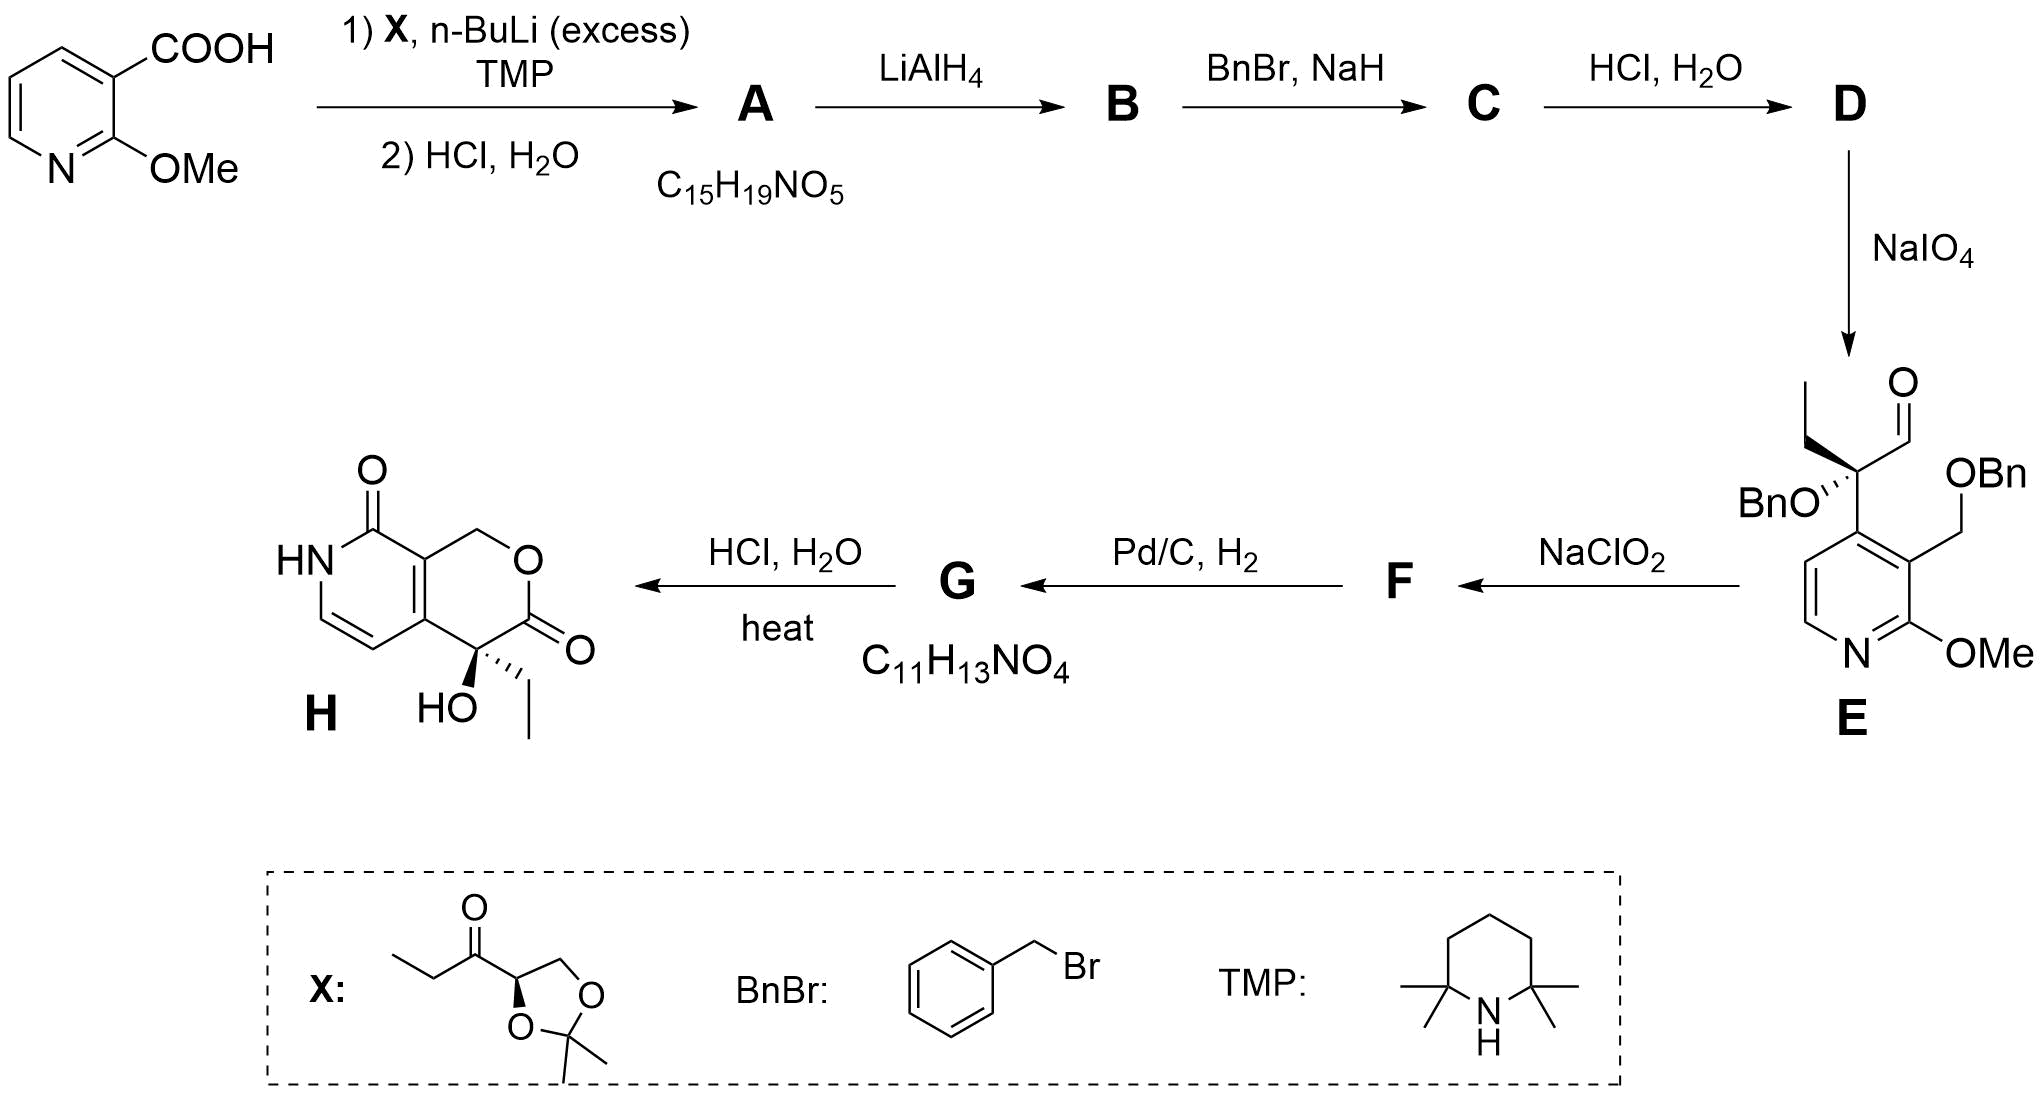 COOH
N
OMe
1) X, n-BuLi (excess)
TMP
2) HCl, H2O
A
C15H19NO5
LiAlH4
B
BnBr, NaH
C
HCl, H2O
D
NaIO4
O
BnO
OBn
N
OMe
E
NaClO2
F
Pd/C, H2
G
C11H13NO4
HCl, H2O
heat
O
HN
O
O
HO
H
X:
O
O
O
BnBr:
Br
TMP:
N
H